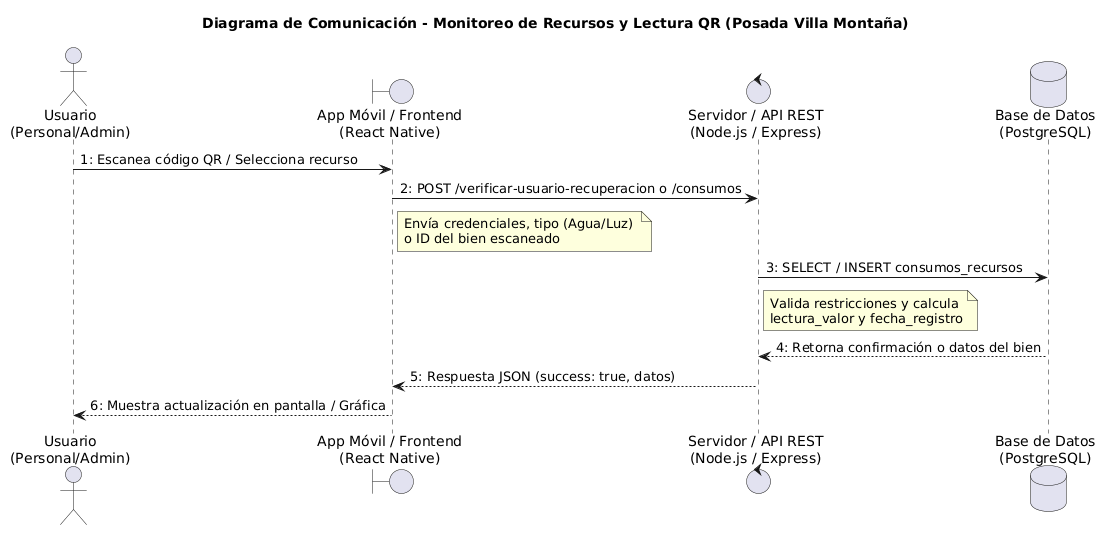 Diagrama de Comunicación - Monitoreo de Recursos y Lectura QR (Posada Villa Montaña)
Usuario
(Personal/Admin)
App Móvil / Frontend
(React Native)
Servidor / API REST
(Node.js / Express)
Base de Datos
(PostgreSQL)
1: Escanea código QR / Selecciona recurso
2: POST /verificar-usuario-recuperacion o /consumos
Envía credenciales, tipo (Agua/Luz)
o ID del bien escaneado
3: SELECT / INSERT consumos_recursos
Valida restricciones y calcula
lectura_valor y fecha_registro
4: Retorna confirmación o datos del bien
5: Respuesta JSON (success: true, datos)
6: Muestra actualización en pantalla / Gráfica
Usuario
(Personal/Admin)
App Móvil / Frontend
(React Native)
Servidor / API REST
(Node.js / Express)
Base de Datos
(PostgreSQL)